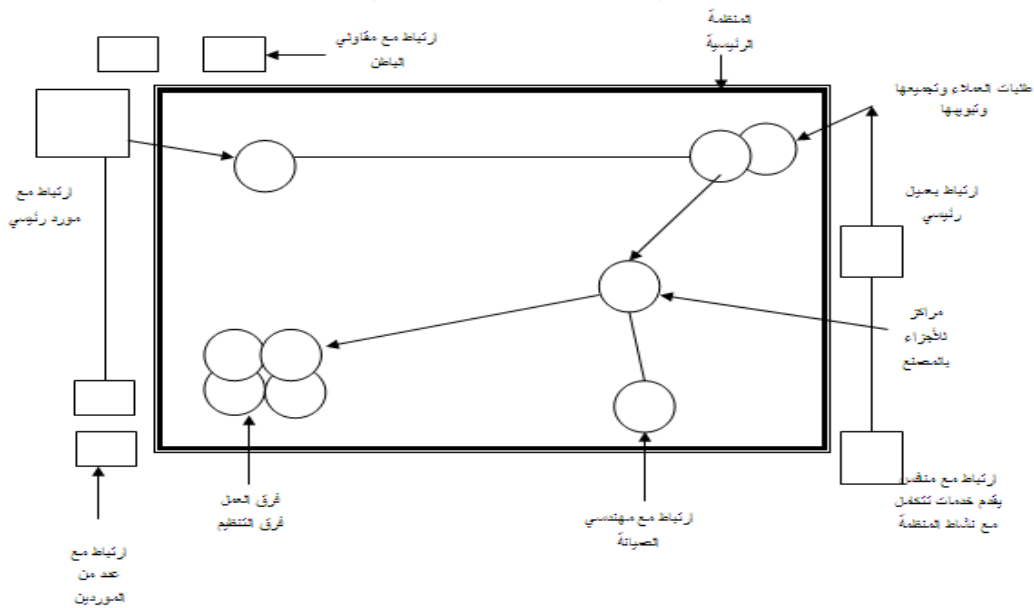 المنظمة
الرئيسية
ارتباط مع مقاولي
الباطن
طلبات العملاء وتجميعها
وتبويبها
ارتباط مع
مورد رئيسي
ارتباط بعميل
رئيسي
مراكز
للأجزاء
بالمصنع
ارتباط مع منافس
يقدم خدمات تتكامل
مع نشاط المنظمة
فرق العمل
فرق التنظيم
ارتباط مع مهندسي
الصيانة
ارتباط مع
عدد من
الموردين